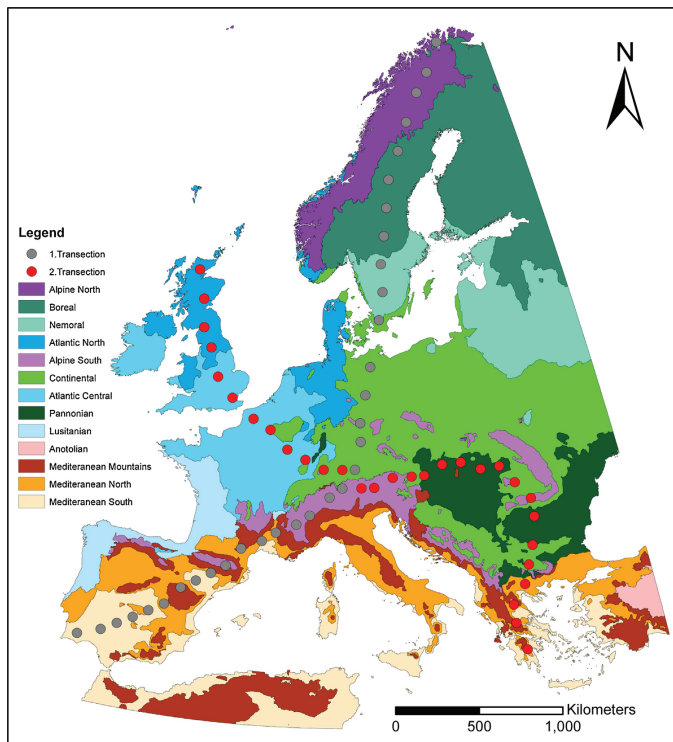 N
Legend
1.Transection
2.Transection
Alpine North
Boreal
Nemoral
Atlantic North
Alpine South
Continental
Atlantic Central
Pannonian
Lusitanian
Anotolian
Mediteranean Mountains
Mediteranean North
Mediteranean South
Kilometers
0 500 1,000